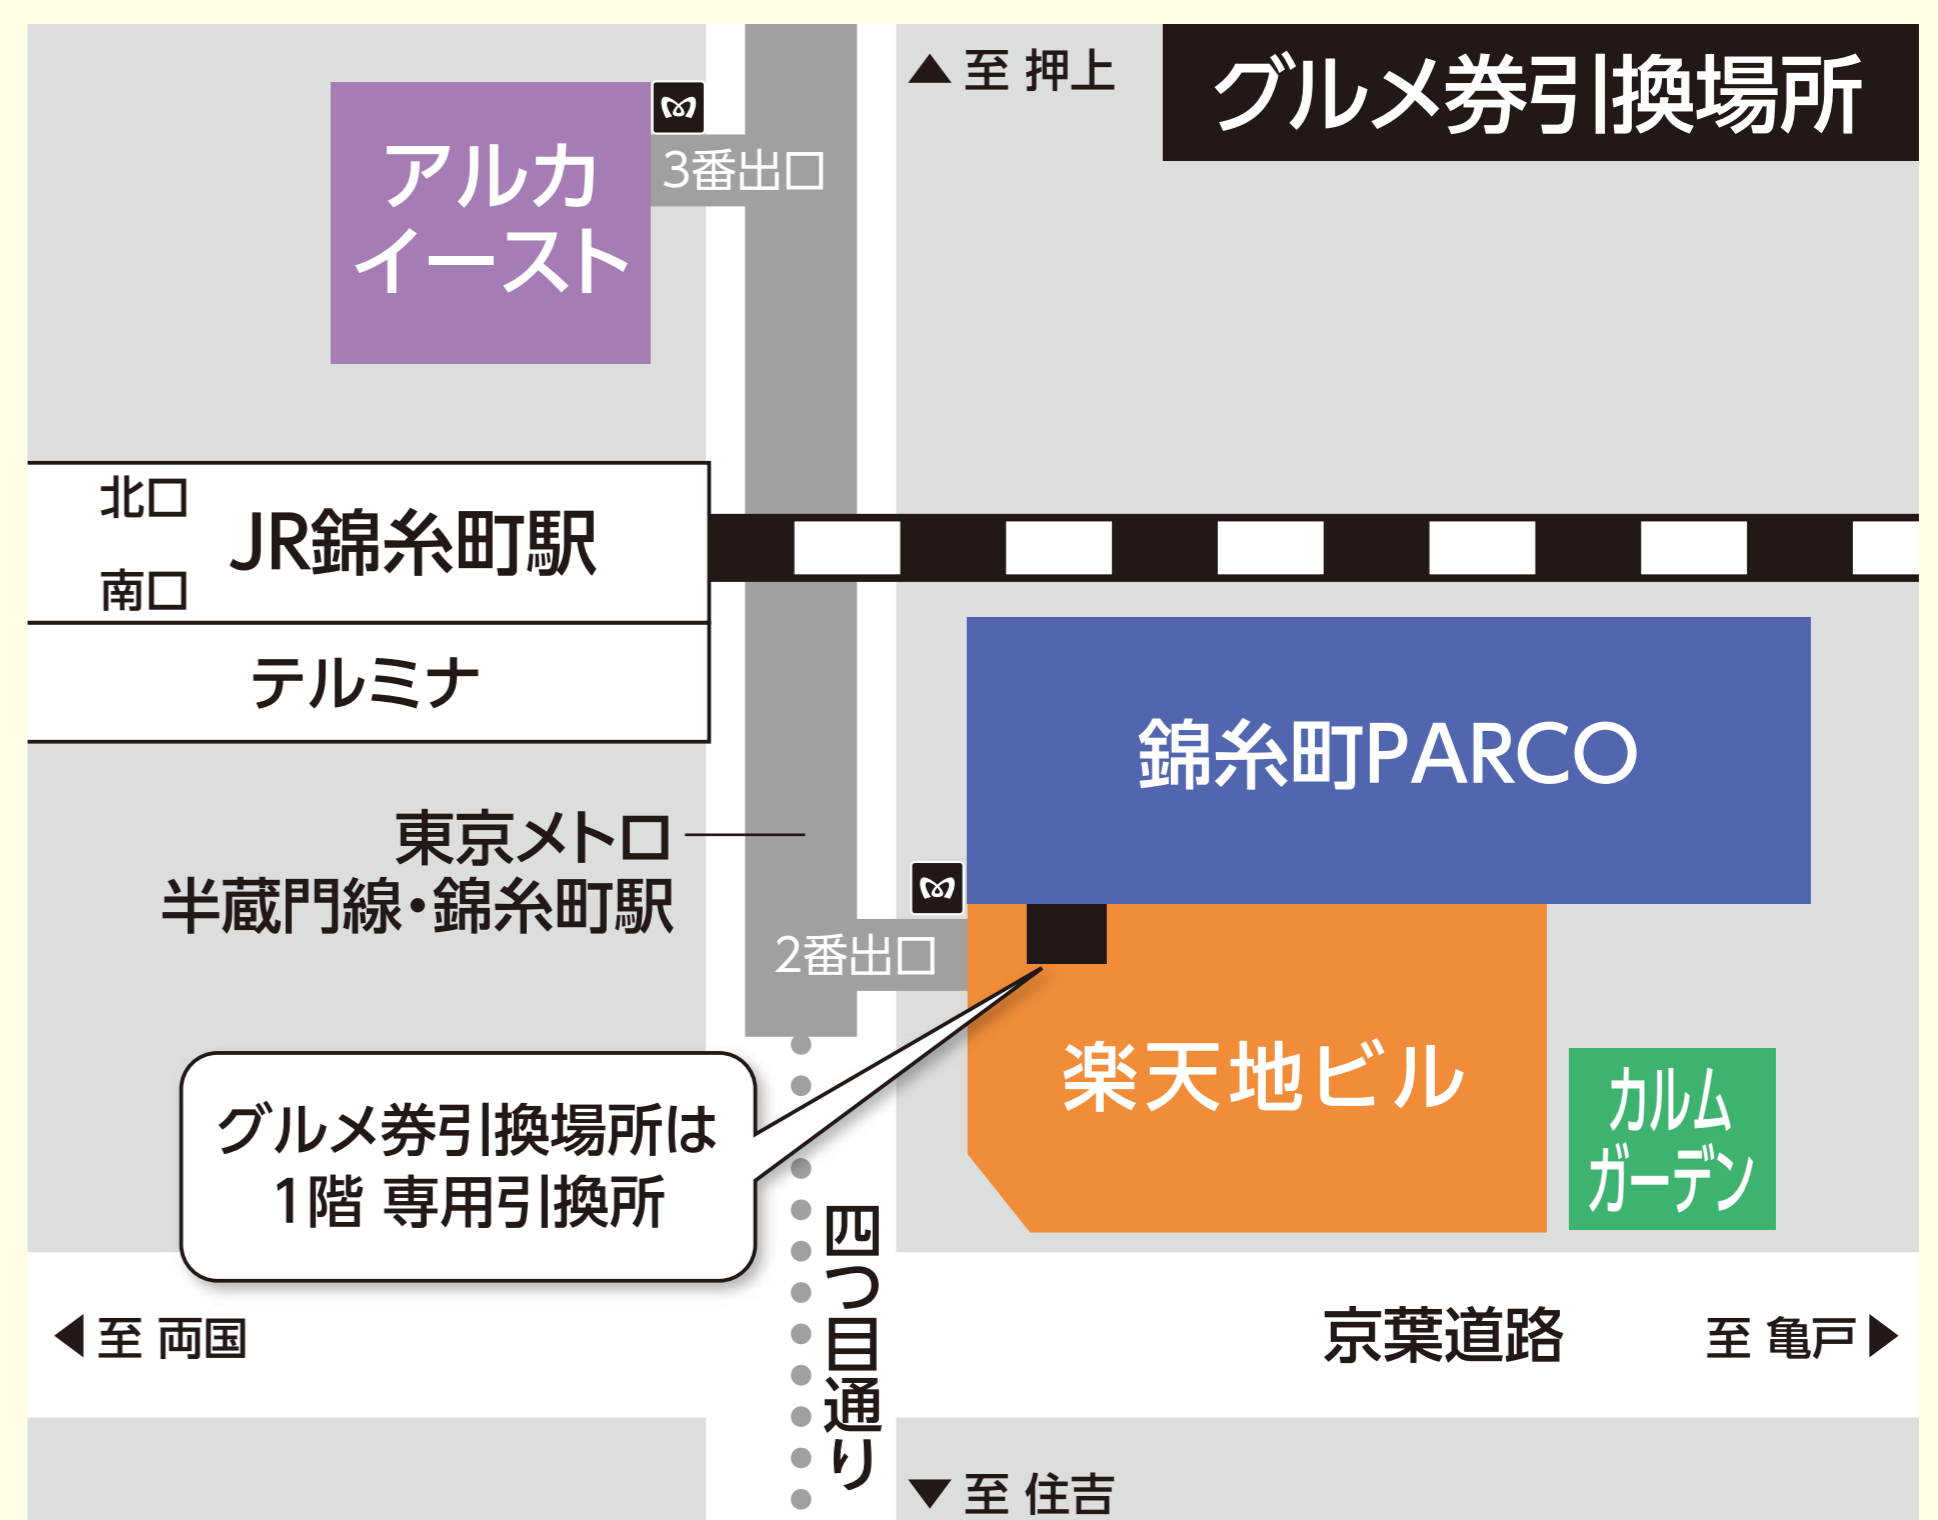 グルメ券引換場所
▲至 押上
アルカ
イースト
3番出口
北口
JR錦糸町駅
南口
テルミナ
錦糸町PARCO
東京メトロ
半蔵門線・錦糸町駅
2番出口
楽天地ビル
カルム
ガーデン
グルメ券引換場所は
1階 専用引換所
四つ目通り
◀至 両国
京葉道路
至 亀戸▶
▼至 住吉